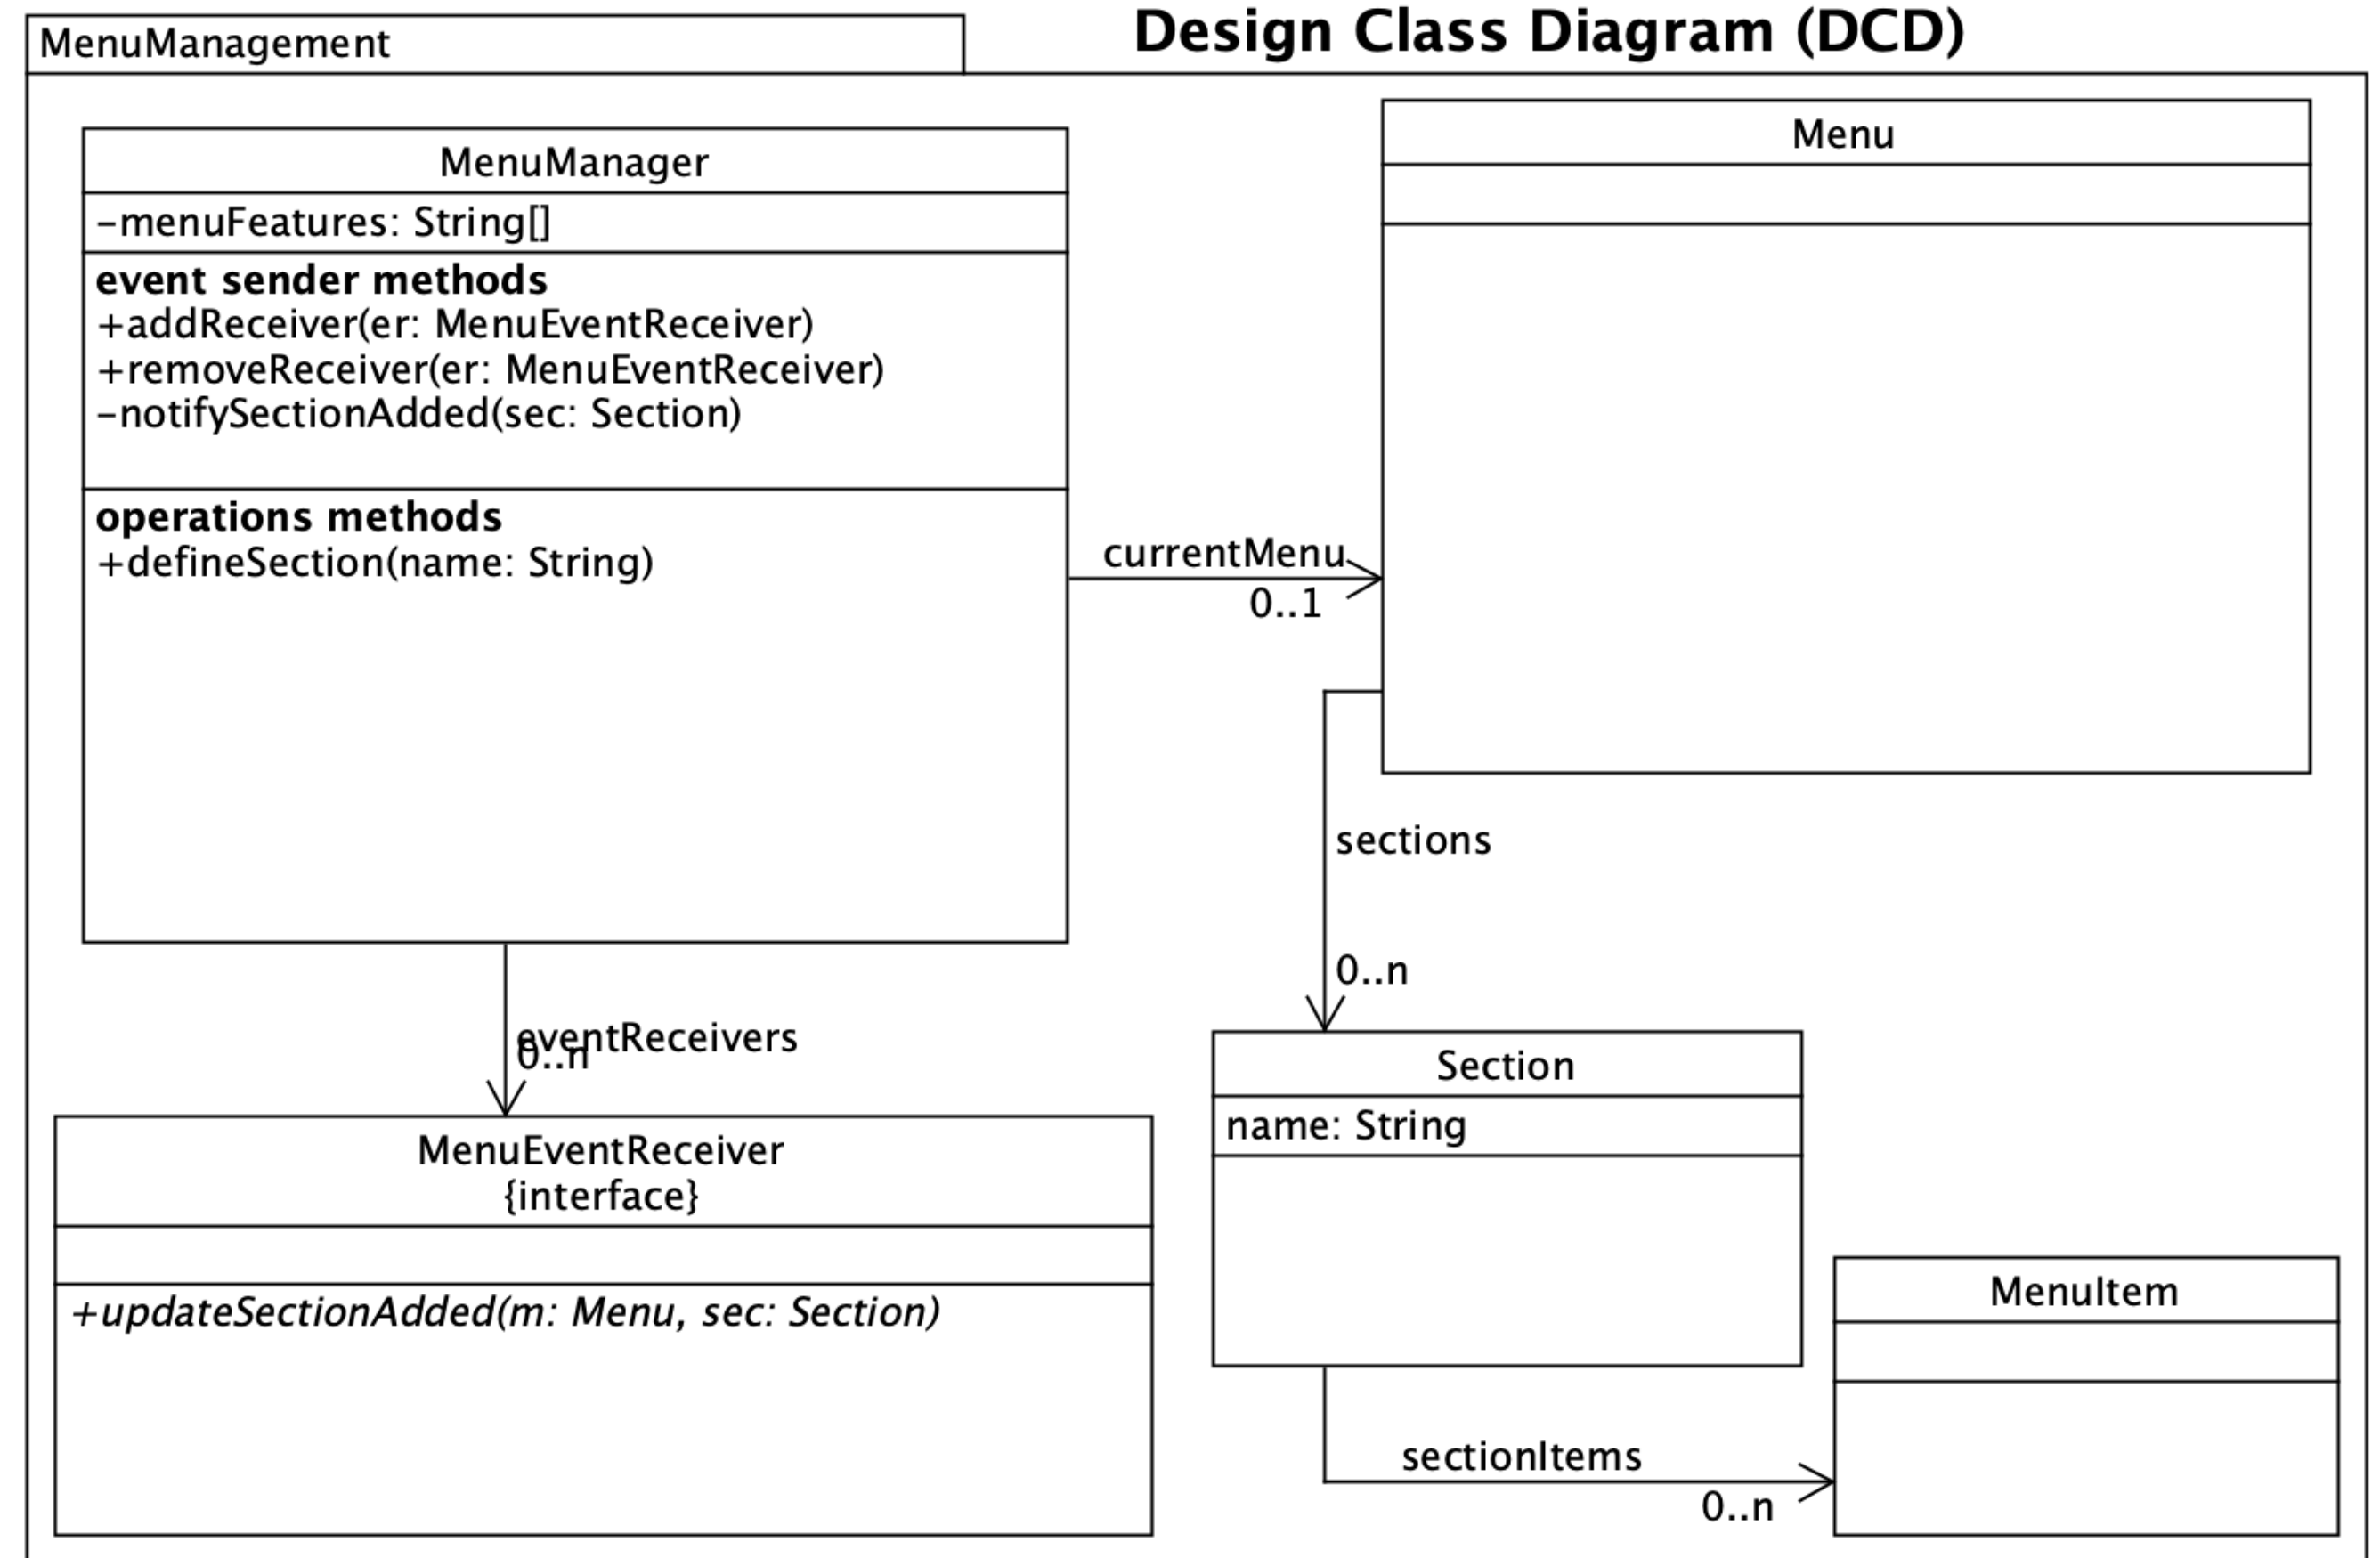 MenuManagement
Design Class Diagram (DCD)
MenuManager
-menuFeatures: String[]
event sender methods
+addReceiver(er: MenuEventReceiver)
+removeReceiver(er: MenuEventReceiver)
-notifySectionAdded(sec: Section)
operations methods
+defineSection(name: String)
currentMenu
0..1
Menu
sections
0..n
eventReceivers
0..n
MenuEventReceiver
{interface}
+updateSectionAdded(m: Menu, sec: Section)
Section
name: String
sectionItems
0..n
MenuItem